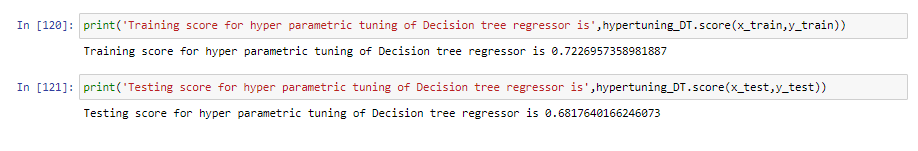 In [120]: print('Training score for hyper parametric tuning of Decision tree regressor is',hypertuning_DT.score(x_train,y_train))
Training score for hyper parametric tuning of Decision tree regressor is 0.7226957358981887
In [121]: print('Testing score for hyper parametric tuning of Decision tree regressor is',hypertuning_DT.score(x_test,y_test))
Testing score for hyper parametric tuning of Decision tree regressor is 0.6817640166246073